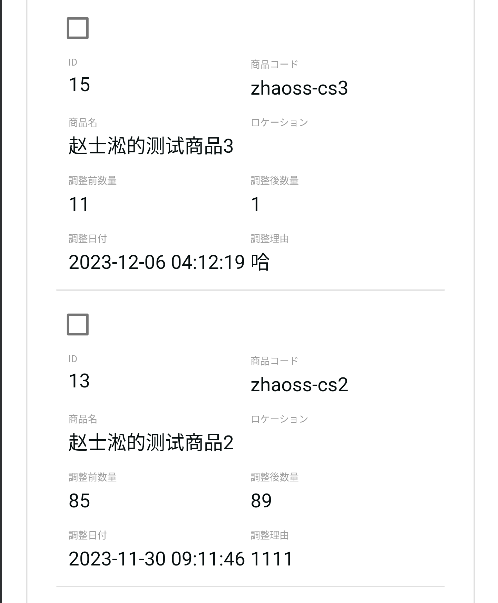 ID 商品コード
15 zhaoss-cs3
商品名 ロケーション
赵士淞的测试商品3
調整前数量 調整後数量
11 1
調整日付 調整理由
2023-12-06 04:12:19 哈
ID 商品コード
13 zhaoss-cs2
商品名 ロケーション
赵士淞的测试商品2
調整前数量 調整後数量
85 89
調整日付 調整理由
2023-11-30 09:11:46 1111